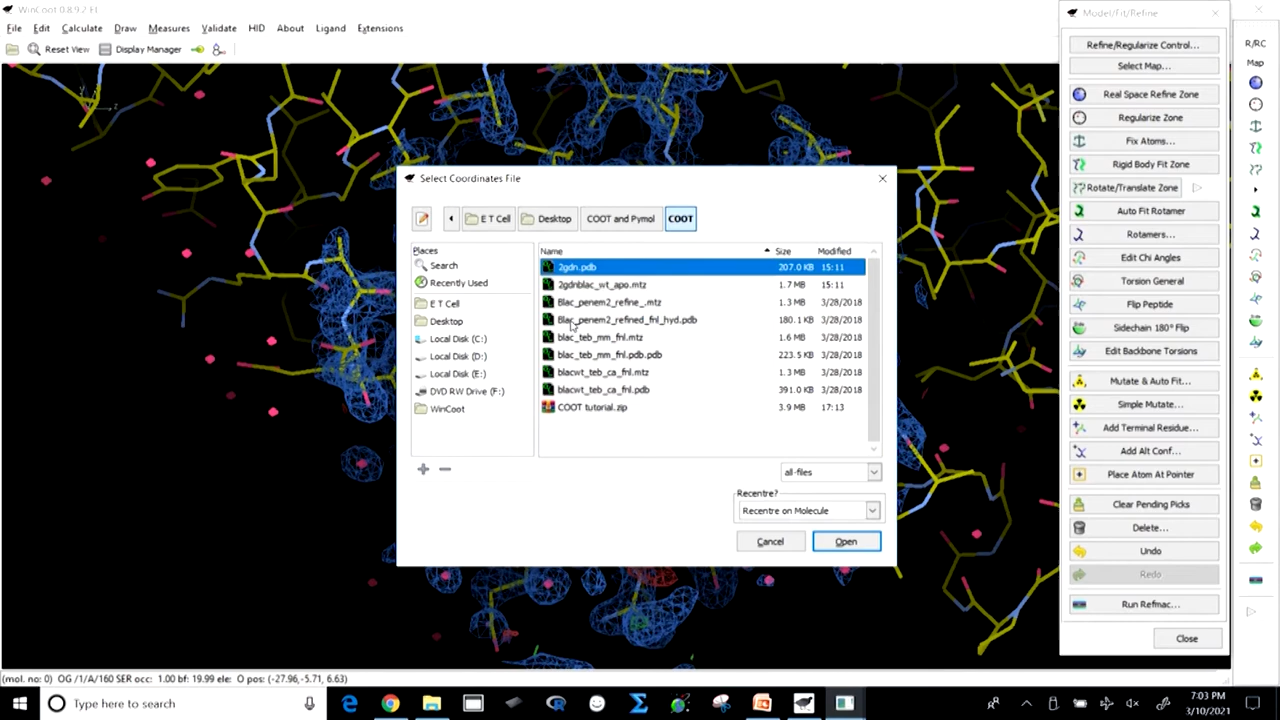 WinCoot 0.8.9.2 EL
File Edit Calculate Draw Measures Validate HID About Ligand Extensions
Reset View Display Manager
Model/Fit/Refine
Refine/Regularize Control...
Select Map...
Real Space Refine Zone
Regularize Zone
Fix Atoms...
Rigid Body Fit Zone
Rotate/Translate Zone
Auto Fit Rotamer
Rotamers...
Edit Chi Angles
Torsion General
Flip Peptide
Sidechain 180° Flip
Edit Backbone Torsions
Mutate & Auto Fit...
Simple Mutate...
Add Terminal Residue...
Add Alt Conf...
Place Atom At Pointer
Clear Pending Picks
Delete...
Undo
Redo
Run Refmac...
Close
R/RC
Map
Select Coordinates File
E T Cell Desktop COOT and Pymol COOT
Places
Search
Recently Used
E T Cell
Desktop
Local Disk (C:)
Local Disk (D:)
Local Disk (E:)
DVD RW Drive (F:)
WinCoot
Name Size Modified
2gdn.pdb 207.0 KB 15:11
2gdnblac_wt_apo.mtz 1.7 MB 15:11
Blac_penem2_refine_.mtz 1.3 MB 3/28/2018
Blac_penem2_refined_fnl_hyd.pdb 180.1 KB 3/28/2018
blac_teb_mm_fnl.mtz 1.6 MB 3/28/2018
blac_teb_mm_fnl.pdb.pdb 223.5 KB 3/28/2018
blacwt_teb_ca_fnl.mtz 1.3 MB 3/28/2018
blacwt_teb_ca_fnl.pdb 391.0 KB 3/28/2018
COOT tutorial.zip 3.9 MB 17:13
all-files
Recentre?
Recentre on Molecule
Cancel Open
(mol. no: 0) OG /1/A/160 SER occ: 1.00 bf: 19.99 ele: O pos: (-27.96,-5.71, 6.63)
Type here to search
7:03 PM
3/10/2021